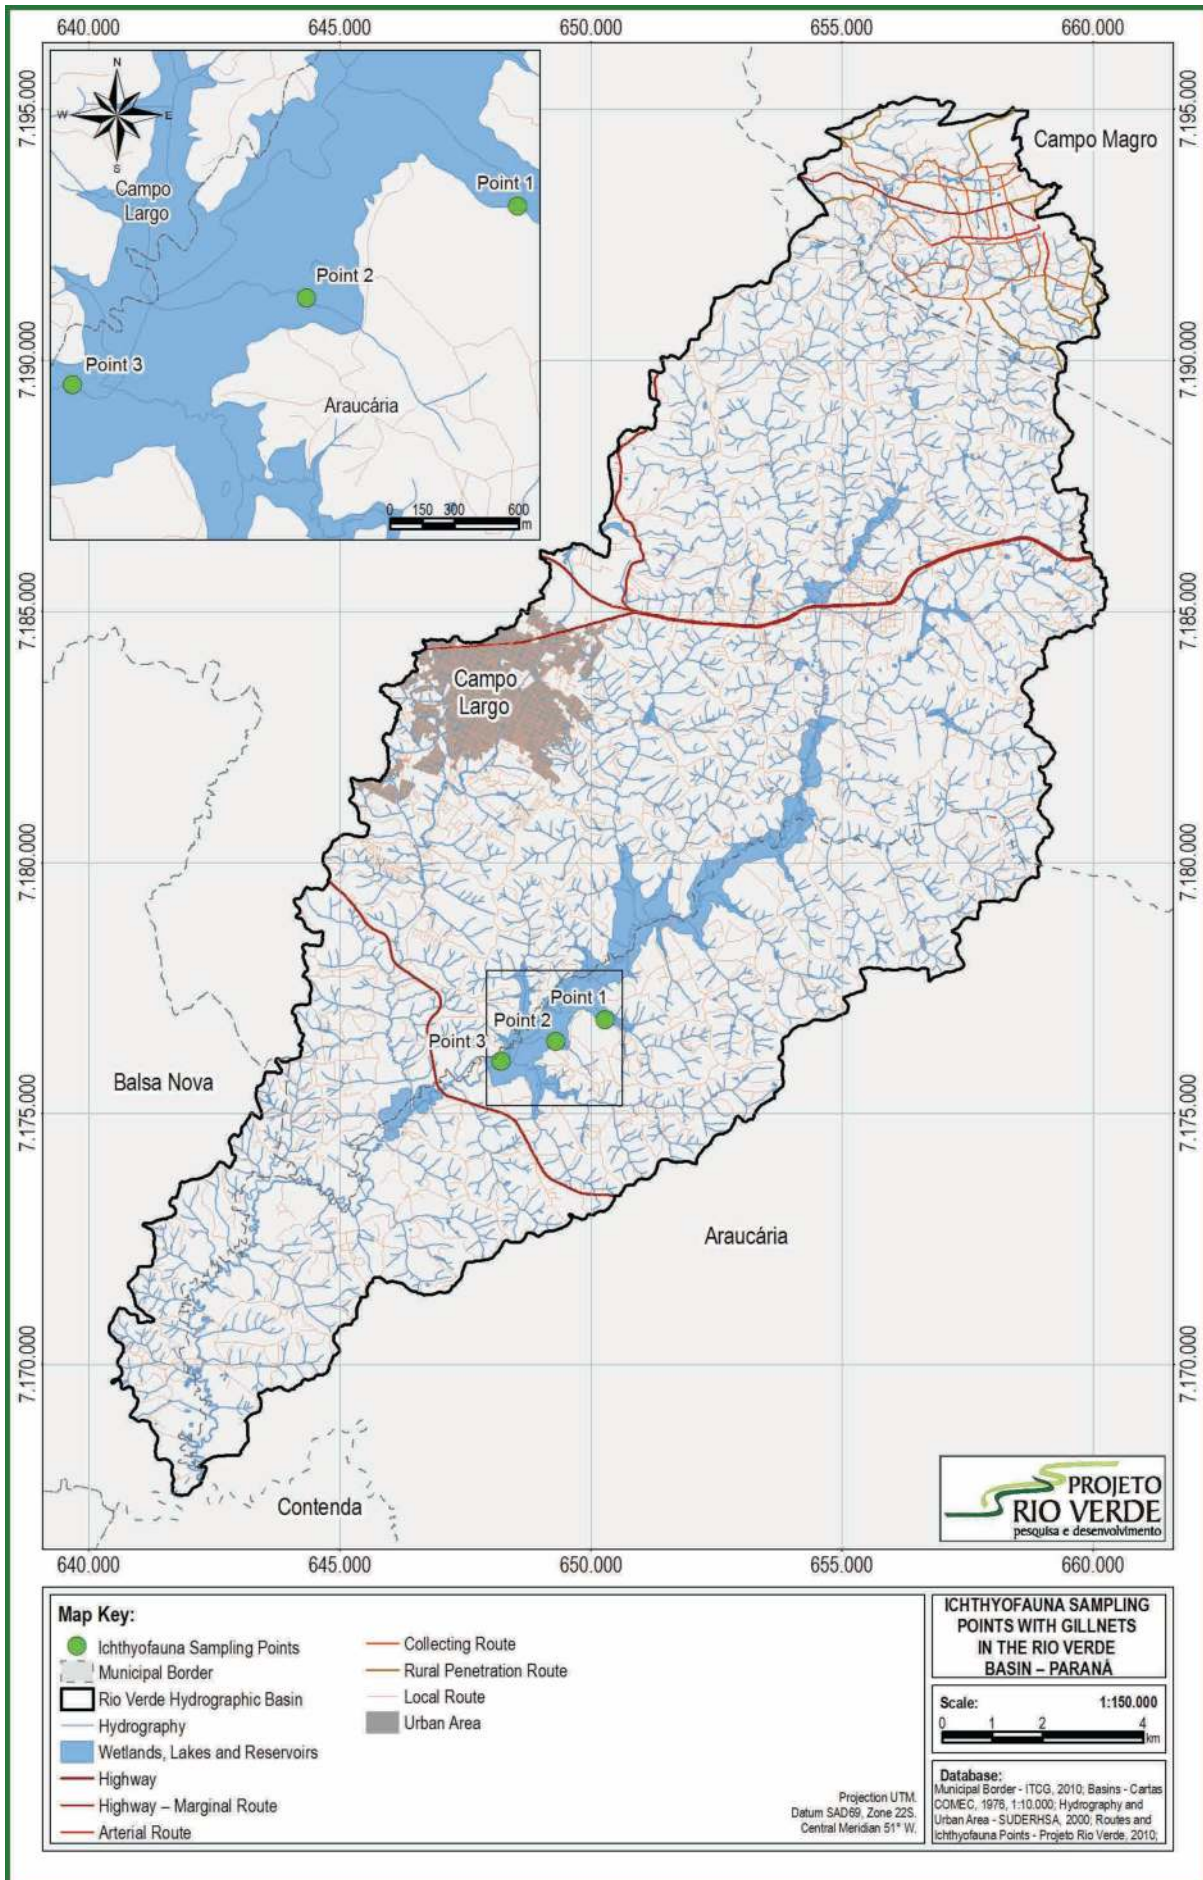 640.000 645.000 650.000 655.000 660.000
7.195.000
7.190.000
7.185.000
7.180.000
7.175.000
7.170.000
7.195.000
7.190.000
7.185.000
7.180.000
7.175.000
7.170.000
N
W E
S
Campo
Largo
Point 1
Point 2
Point 3
Araucária
0 150 300 600
m
Campo Magro
Campo
Largo
Point 1
Point 2
Point 3
Balsa Nova
Araucária
Contenda
PROJETO
RIO VERDE
pesquisa e desenvolvimento
640.000 645.000 650.000 655.000 660.000
Map Key:
Ichthyofauna Sampling Points
Municipal Border
Rio Verde Hydrographic Basin
Hydrography
Wetlands, Lakes and Reservoirs
Highway
Highway – Marginal Route
Arterial Route
Collecting Route
Rural Penetration Route
Local Route
Urban Area
Projection UTM.
Datum SAD69, Zone 22S.
Central Meridian 51° W.
ICHTHYOFAUNA SAMPLING
POINTS WITH GILLNETS
IN THE RIO VERDE
BASIN – PARANÁ
Scale: 1:150.000
0 1 2 4
km
Database:
Municipal Border - ITCG, 2010; Basins - Cartas
COMEC, 1976, 1:10.000; Hydrography and
Urban Area - SUDERHSA, 2000; Routes and
Ichthyofauna Points - Projeto Rio Verde, 2010;